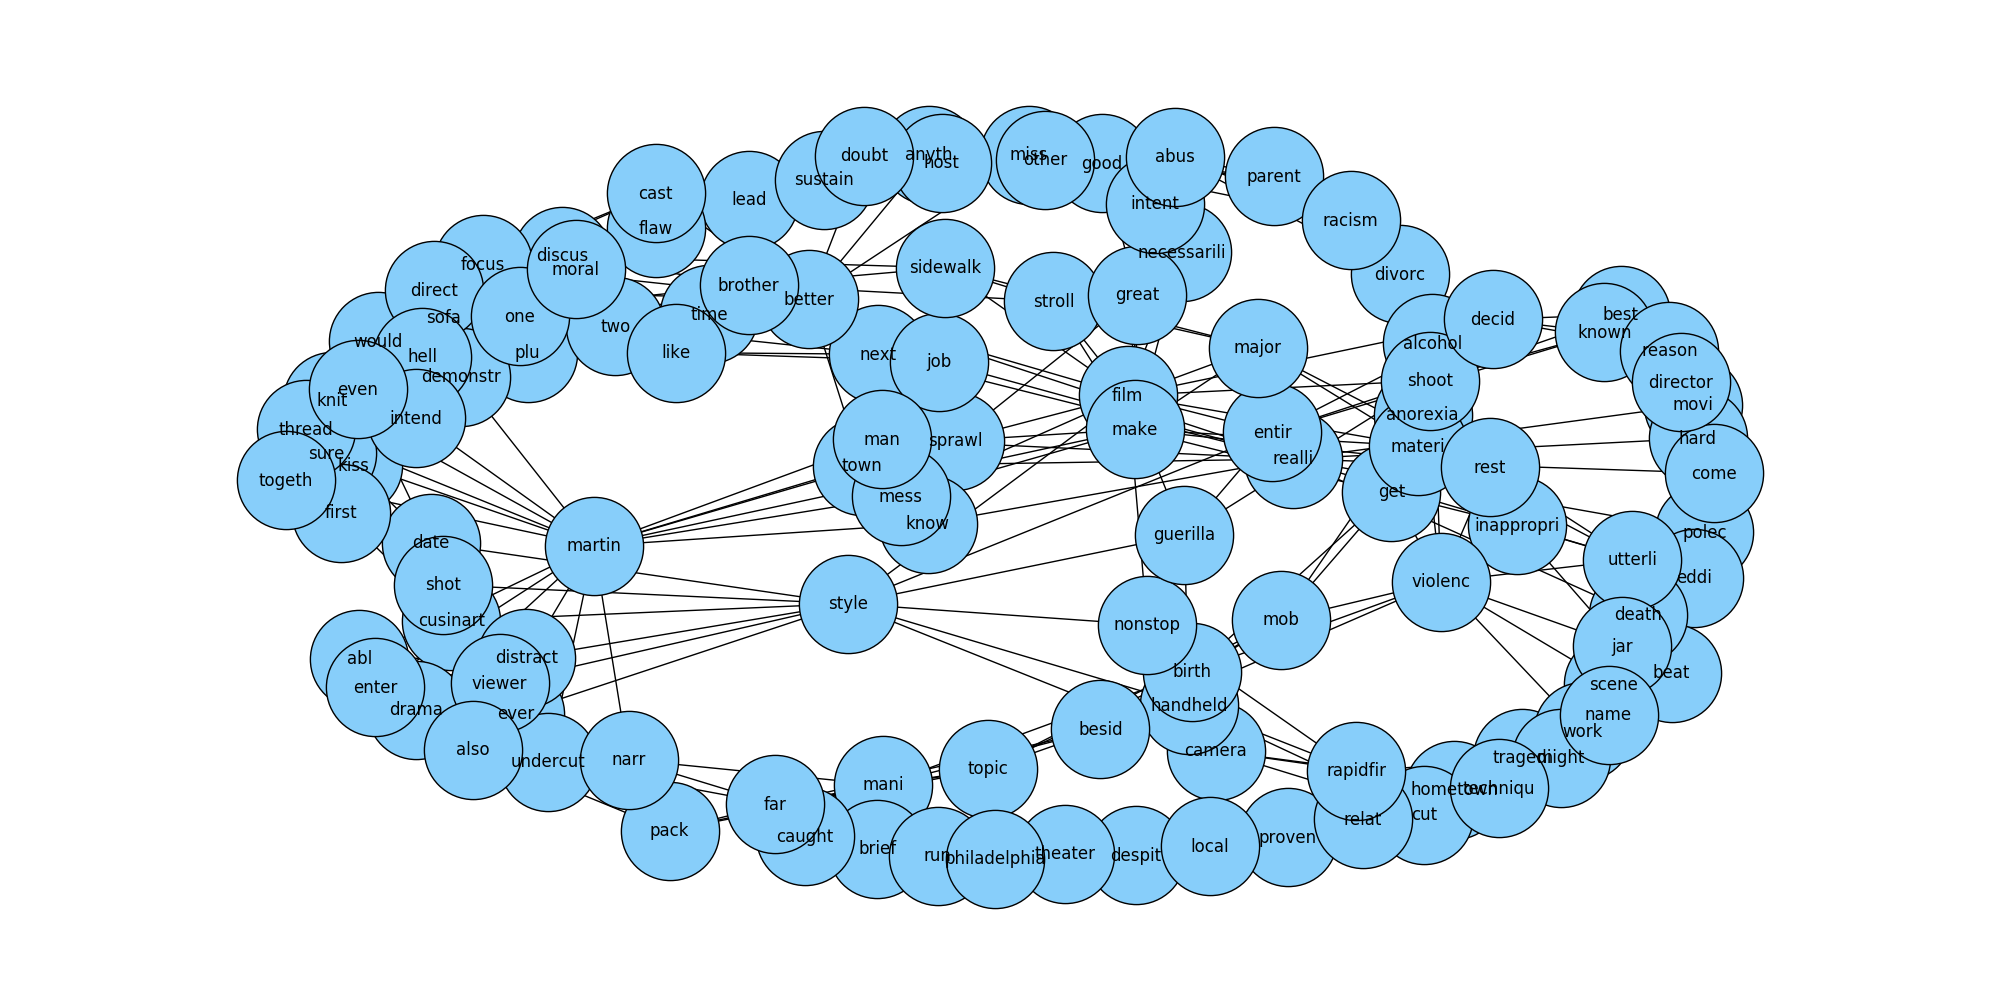 doubt
anyth
host
miss
other
good
abus
parent
cast
lead
sustain
intent
racism
flaw
necessarili
divorc
focus
discus
moral
sidewalk
direct
brother
better
stroll
great
sofa
one
time
two
decid
best
known
would
hell
plu
like
next
job
major
alcohol
reason
demonstr
shoot
director
even
knit
film
movi
intend
anorexia
thread
make
entir
sure
man
sprawl
materi
hard
kiss
town
realli
rest
come
togeth
get
first
mess
know
inappropri
polec
date
martin
guerilla
utterli
shot
violenc
eddi
style
cusinart
nonstop
mob
death
abl
distract
jar
enter
viewer
birth
scene
beat
drama
ever
handheld
name
also
undercut
narr
besid
camera
work
topic
rapidfir
tragedi
might
mani
hometown
techniqu
pack
far
caught
relat
cut
brief
run
philadelphia
theater
despit
local
proven